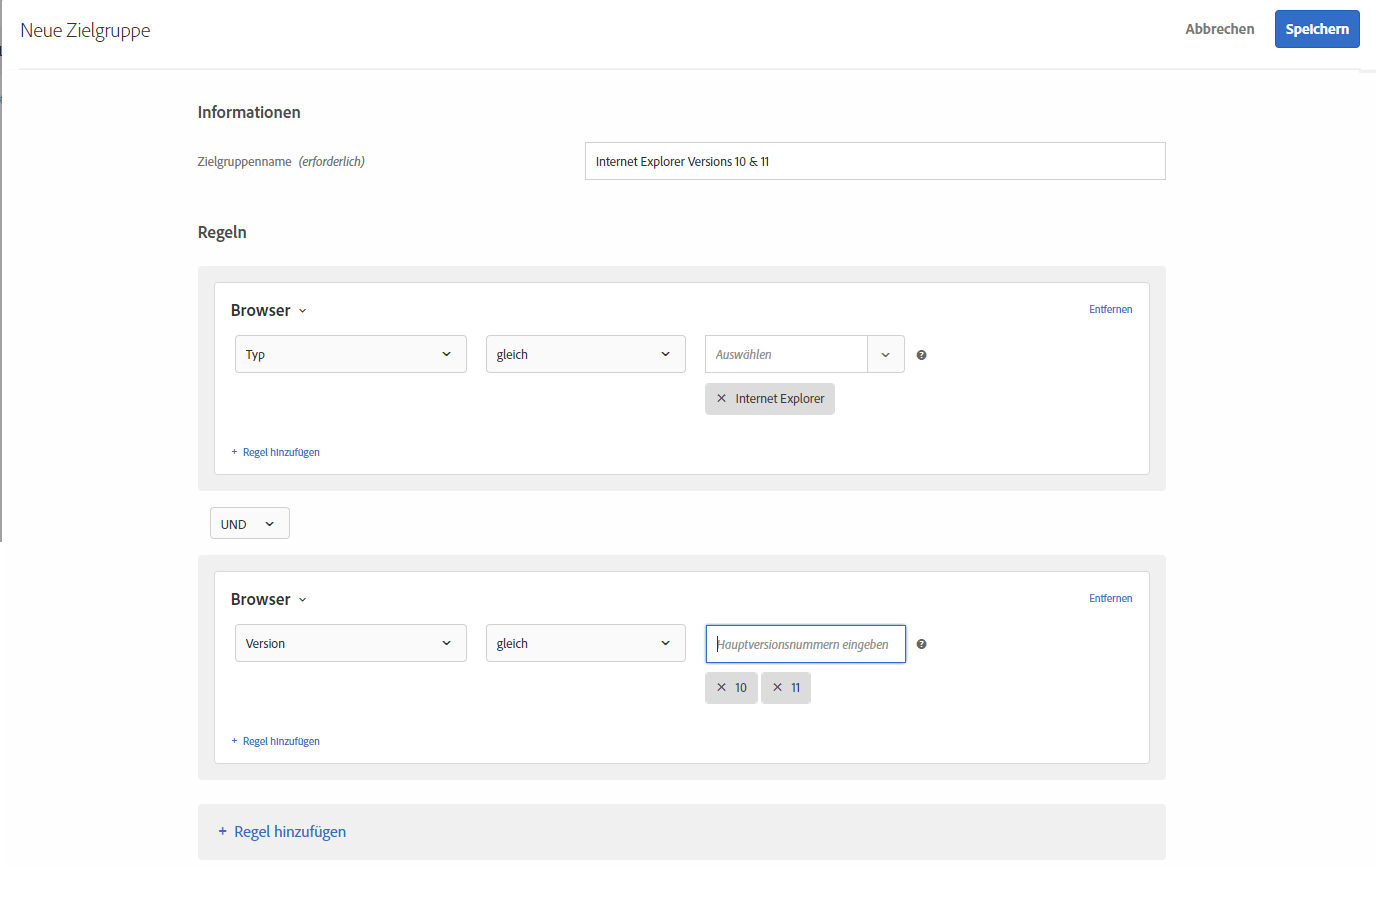 Neue Zielgruppe
Abbrechen
Speichern
Informationen
Zielgruppenname (erforderlich)
Internet Explorer Versions 10 & 11
Regeln
Browser
Entfernen
Typ
gleich
Auswählen
Internet Explorer
+ Regel hinzufügen
UND
Browser
Entfernen
Version
gleich
Hauptversionsnummern eingeben
10
11
+ Regel hinzufügen
+ Regel hinzufügen